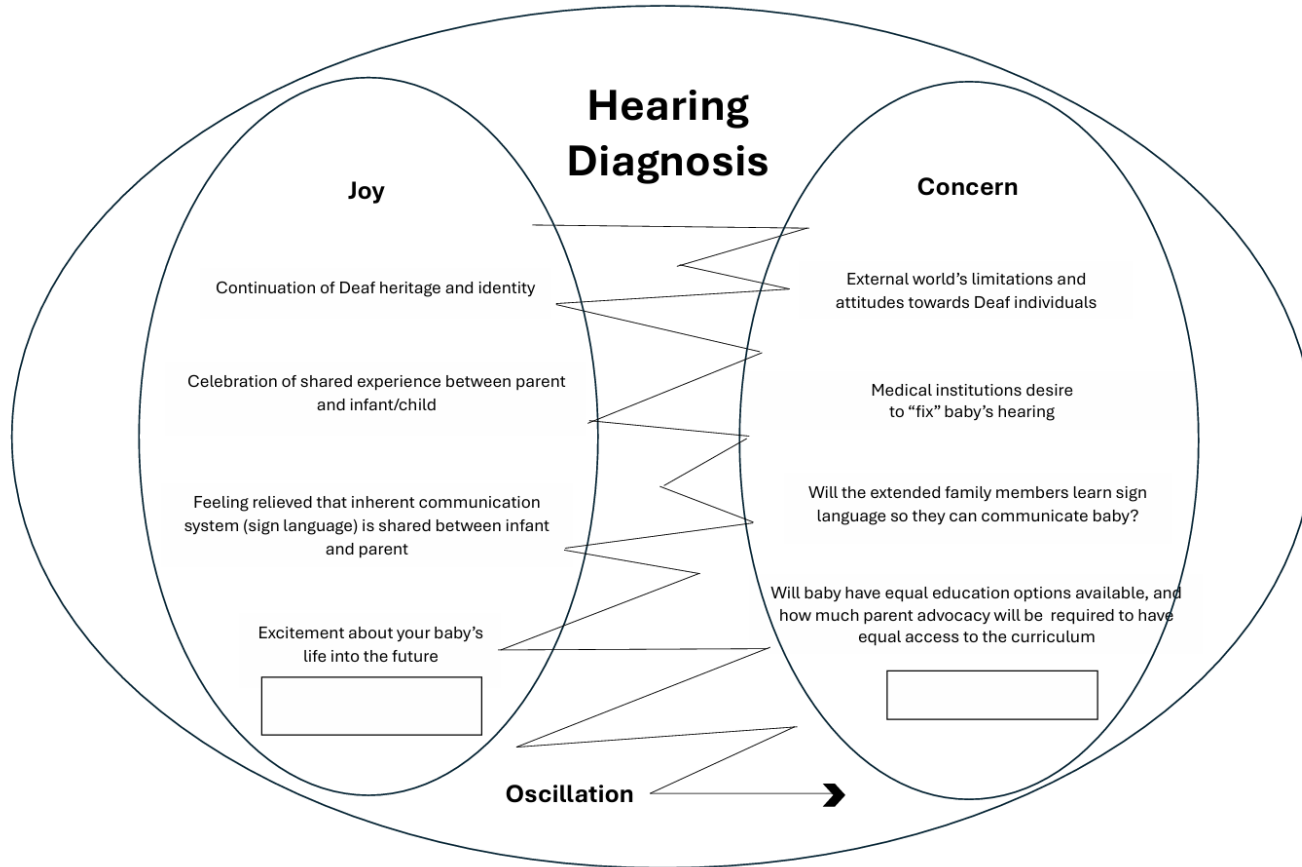 Hearing
Diagnosis
Joy
Continuation of Deaf heritage and identity
Celebration of shared experience between parent
and infant/child
Feeling relieved that inherent communication
system (sign language) is shared between infant
and parent
Excitement about your baby’s
life into the future
Concern
External world’s limitations and
attitudes towards Deaf individuals
Medical institutions desire
to “fix” baby’s hearing
Will the extended family members learn sign
language so they can communicate baby?
Will baby have equal education options available, and
how much parent advocacy will be required to have
equal access to the curriculum
Oscillation